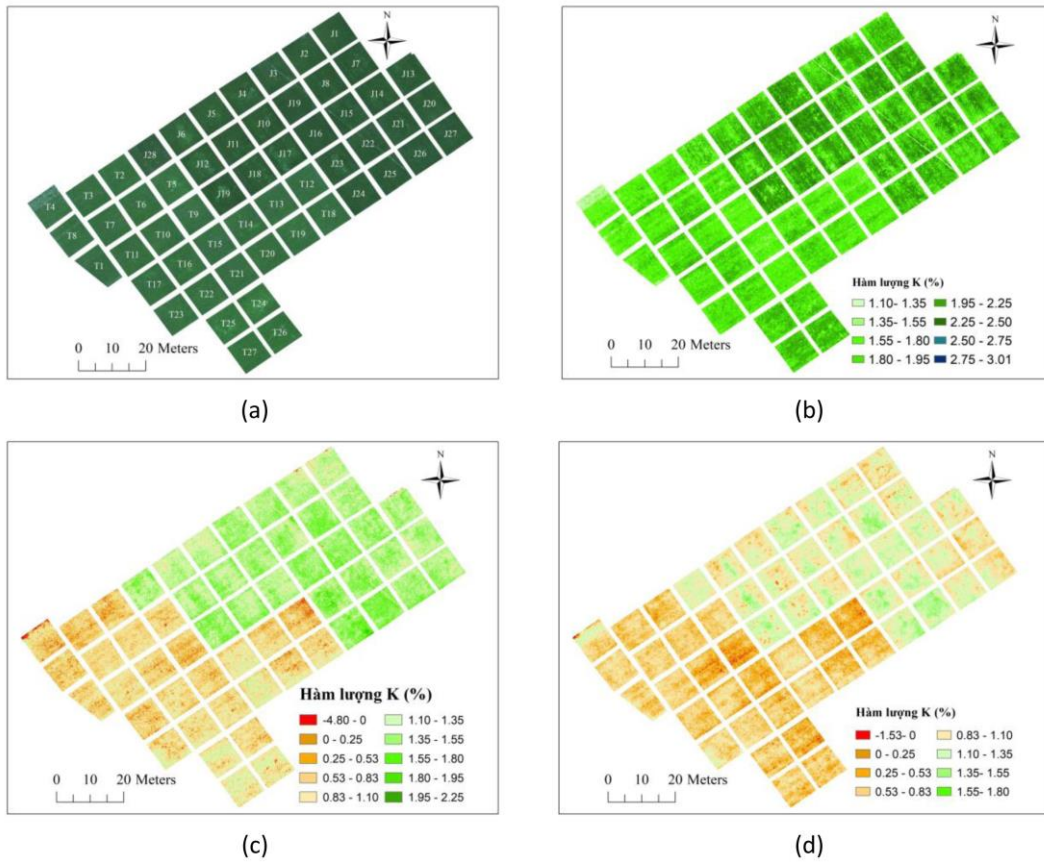 N
J1
J2
J3 J7
J4 J8 J13
J5 J19 J14 J20
J6 J10 J15 J21 J27
J28 J11 J16 J22 J26
T2 J12 J17 J23 J25
T3 T5 J18 T12 J24
T4 T6 J19 T13 T18
T8 T7 T9 T14 T19
T1 T10 T15 T20
T11 T16 T21
T17 T22 T24
T23 T25 T26
T27
0 10 20 Meters
(a)
N
Hàm lượng K (%)
1.10- 1.35 1.95 - 2.25
1.35- 1.55 2.25 - 2.50
1.55 - 1.80 2.50 - 2.75
1.80 - 1.95 2.75 - 3.01
0 10 20 Meters
(b)
N
Hàm lượng K (%)
-4.80 - 0 1.10 - 1.35
0 - 0.25 1.35 - 1.55
0.25 - 0.53 1.55 - 1.80
0.53 - 0.83 1.80 - 1.95
0.83 - 1.10 1.95 - 2.25
0 10 20 Meters
(c)
N
Hàm lượng K (%)
-1.53- 0 0.83 - 1.10
0 - 0.25 1.10 - 1.35
0.25 - 0.53 1.35- 1.55
0.53 - 0.83 1.55- 1.80
0 10 20 Meters
(d)